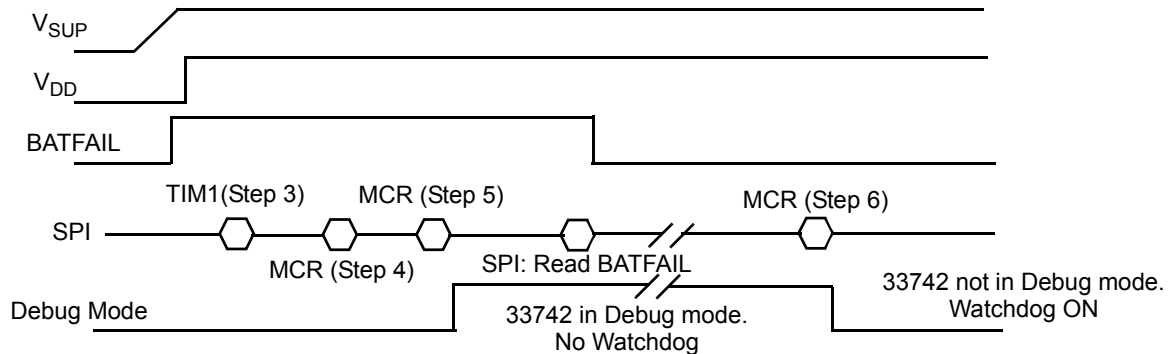 VSUP
VDD
BATFAIL
TIM1(Step 3)
MCR (Step 5)
MCR (Step 6)
SPI
MCR (Step 4)
SPI: Read BATFAIL
33742 not in Debug mode.
Watchdog ON
Debug Mode
33742 in Debug mode.
No Watchdog